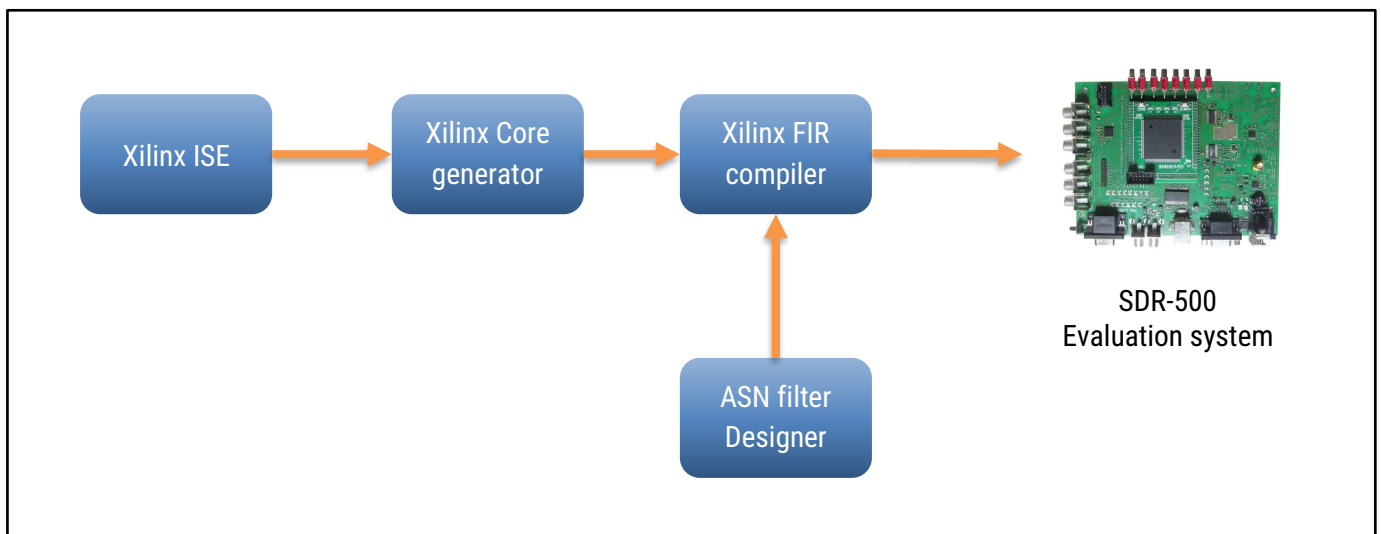 Xilinx ISE
Xilinx Core
generator
Xilinx FIR
compiler
ASN filter
Designer
SDR-500
Evaluation system